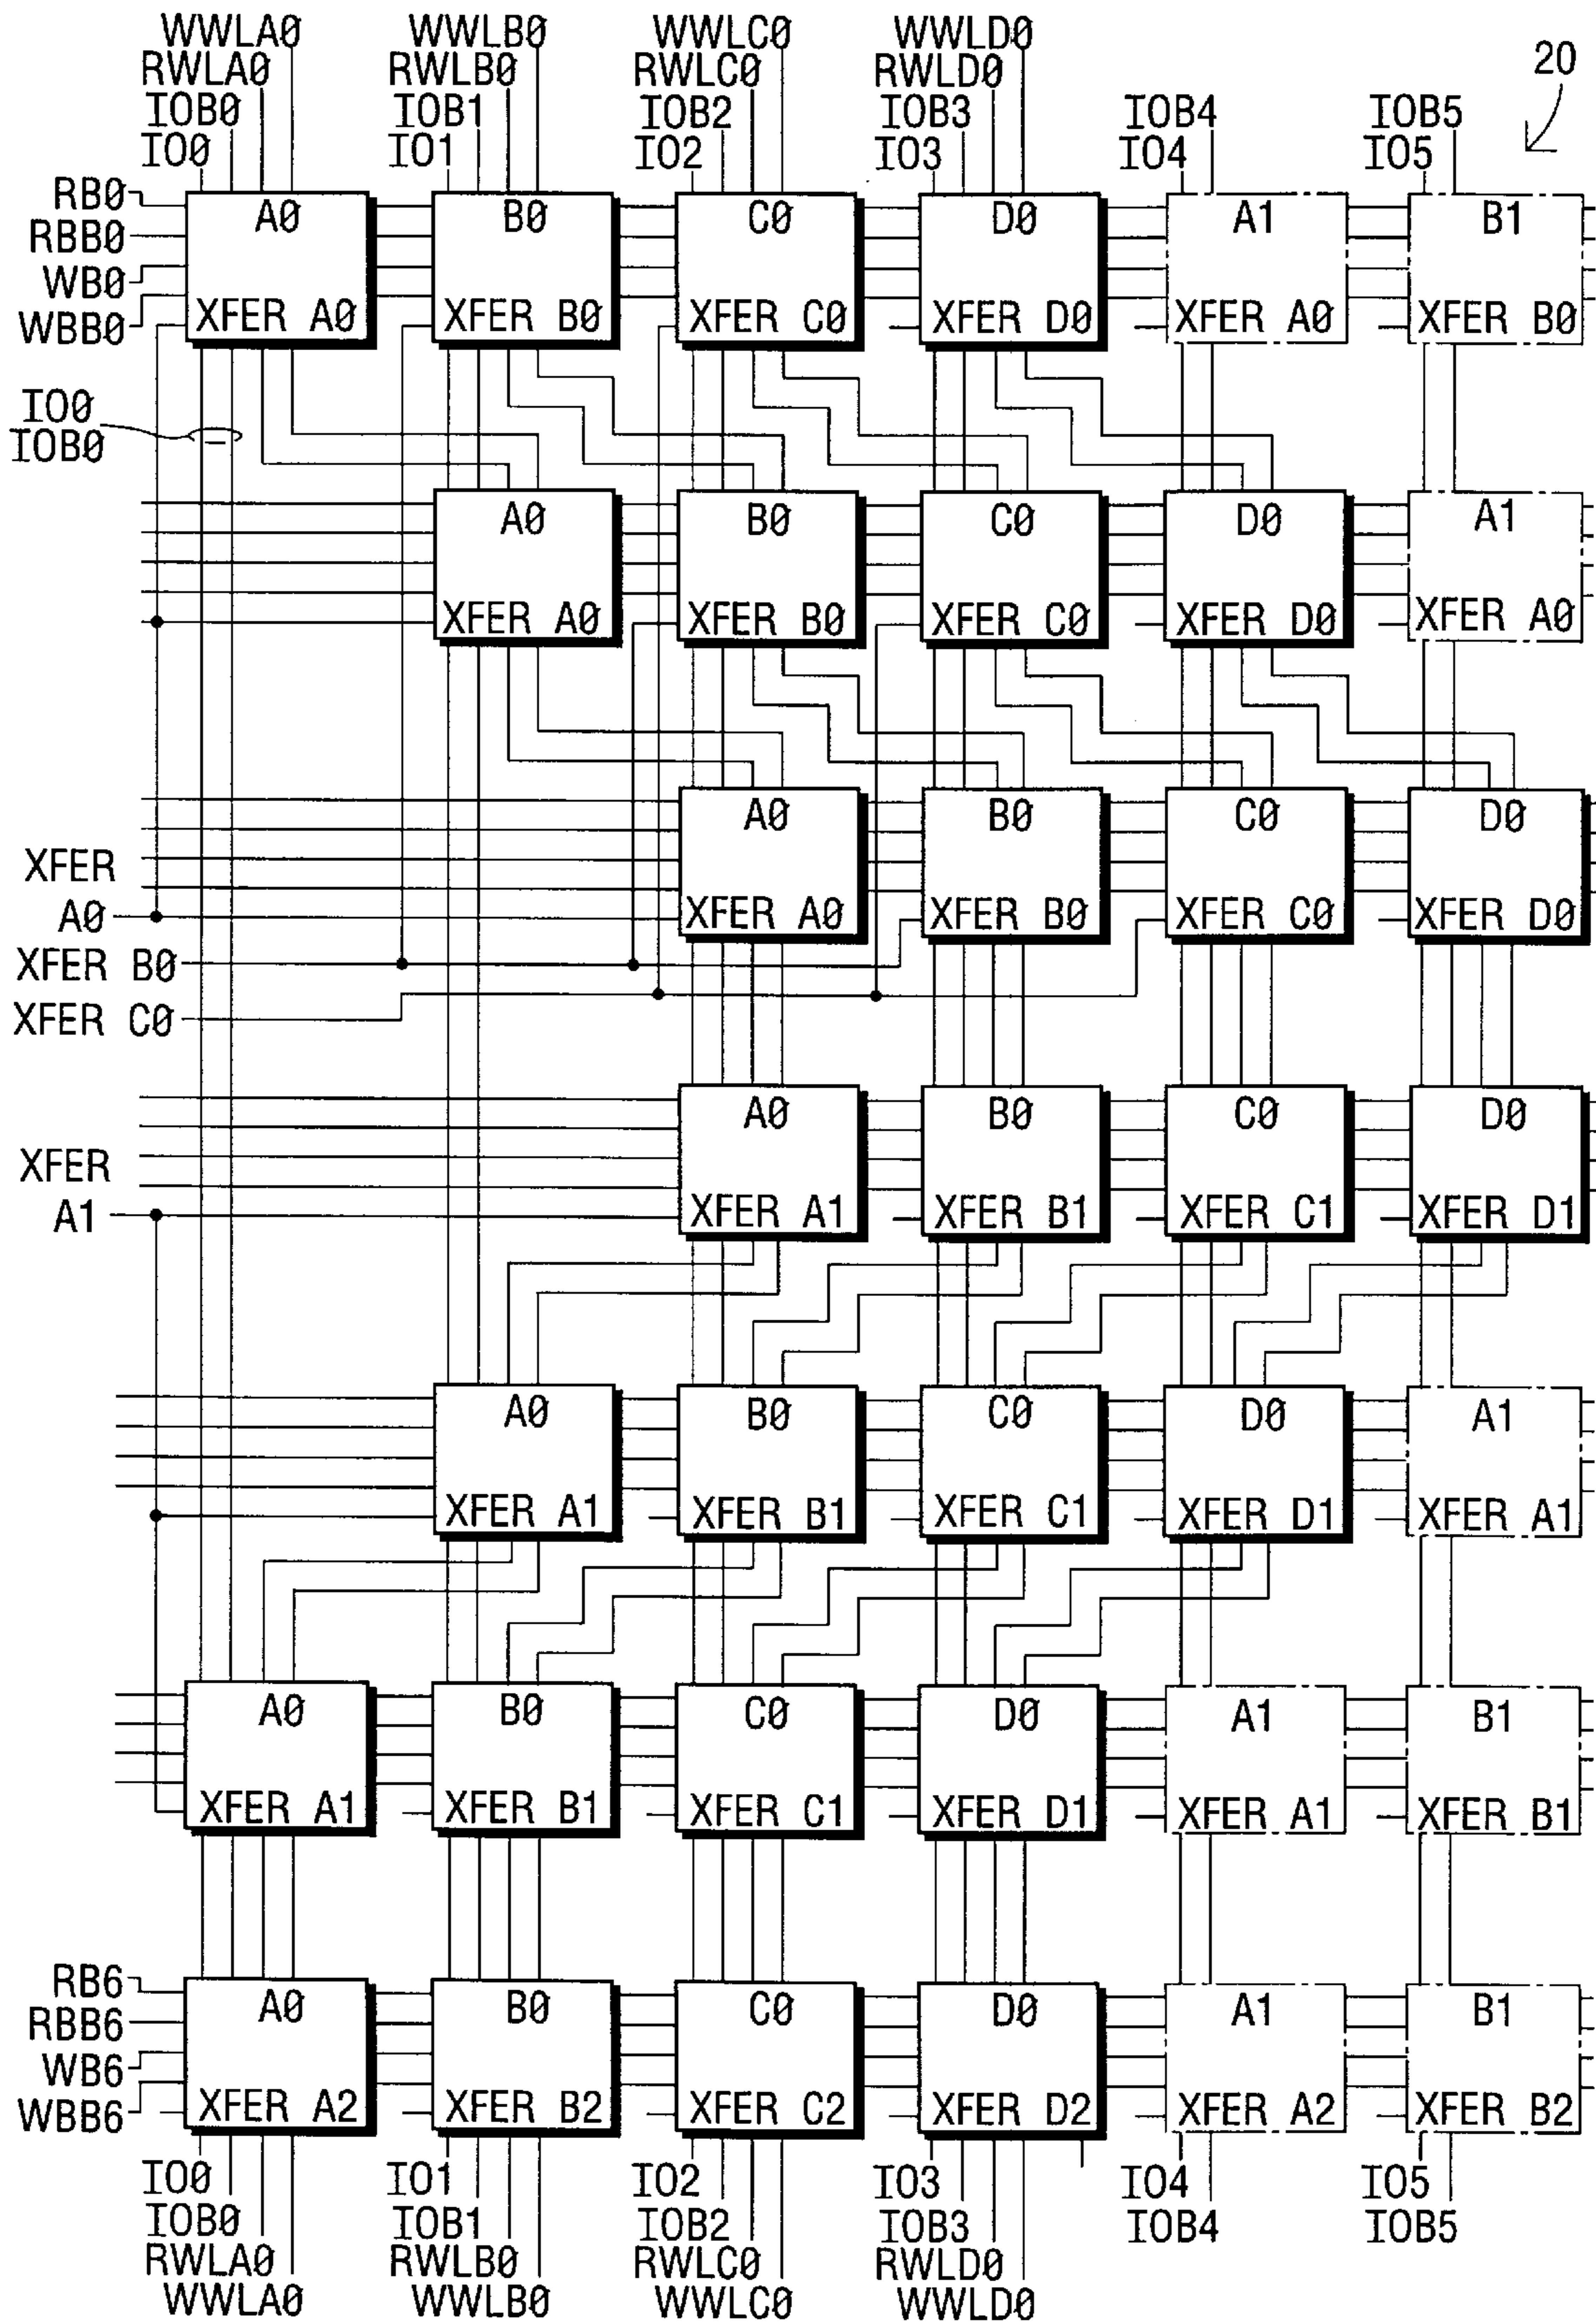 WWLA0 WWLB0 WWLC0 WWLD0
RWLA0 RWLB0 RWLC0 RWLD0 20
IOB0 IOB1 IOB2 IOB3 IOB4 IOB5
IO0 IO1 IO2 IO3 IO4 IO5
RB0 A0 B0 C0 D0 A1 B1
RBB0
WB0
WBB0 XFER A0 XFER B0 XFER C0 XFER D0 XFER A0 XFER B0
IO0
IOB0
A0 B0 C0 D0 A1
XFER A0 XFER B0 XFER C0 XFER D0 XFER A0
A0 B0 C0 D0
XFER
A0 XFER A0 XFER B0 XFER C0 XFER D0
XFER B0
XFER C0
A0 B0 C0 D0
XFER
A1 XFER A1 XFER B1 XFER C1 XFER D1
A0 B0 C0 D0 A1
XFER A1 XFER B1 XFER C1 XFER D1 XFER A1
A0 B0 C0 D0 A1 B1
XFER A1 XFER B1 XFER C1 XFER D1 XFER A1 XFER B1
RB6 A0 B0 C0 D0 A1 B1
RBB6
WB6
WBB6 XFER A2 XFER B2 XFER C2 XFER D2 XFER A2 XFER B2
IO0 IO1 IO2 IO3 IO4 IO5
IOB0 IOB1 IOB2 IOB3 IOB4 IOB5
RWLA0 RWLB0 RWLC0 RWLD0
WWLA0 WWLB0 WWLC0 WWLD0